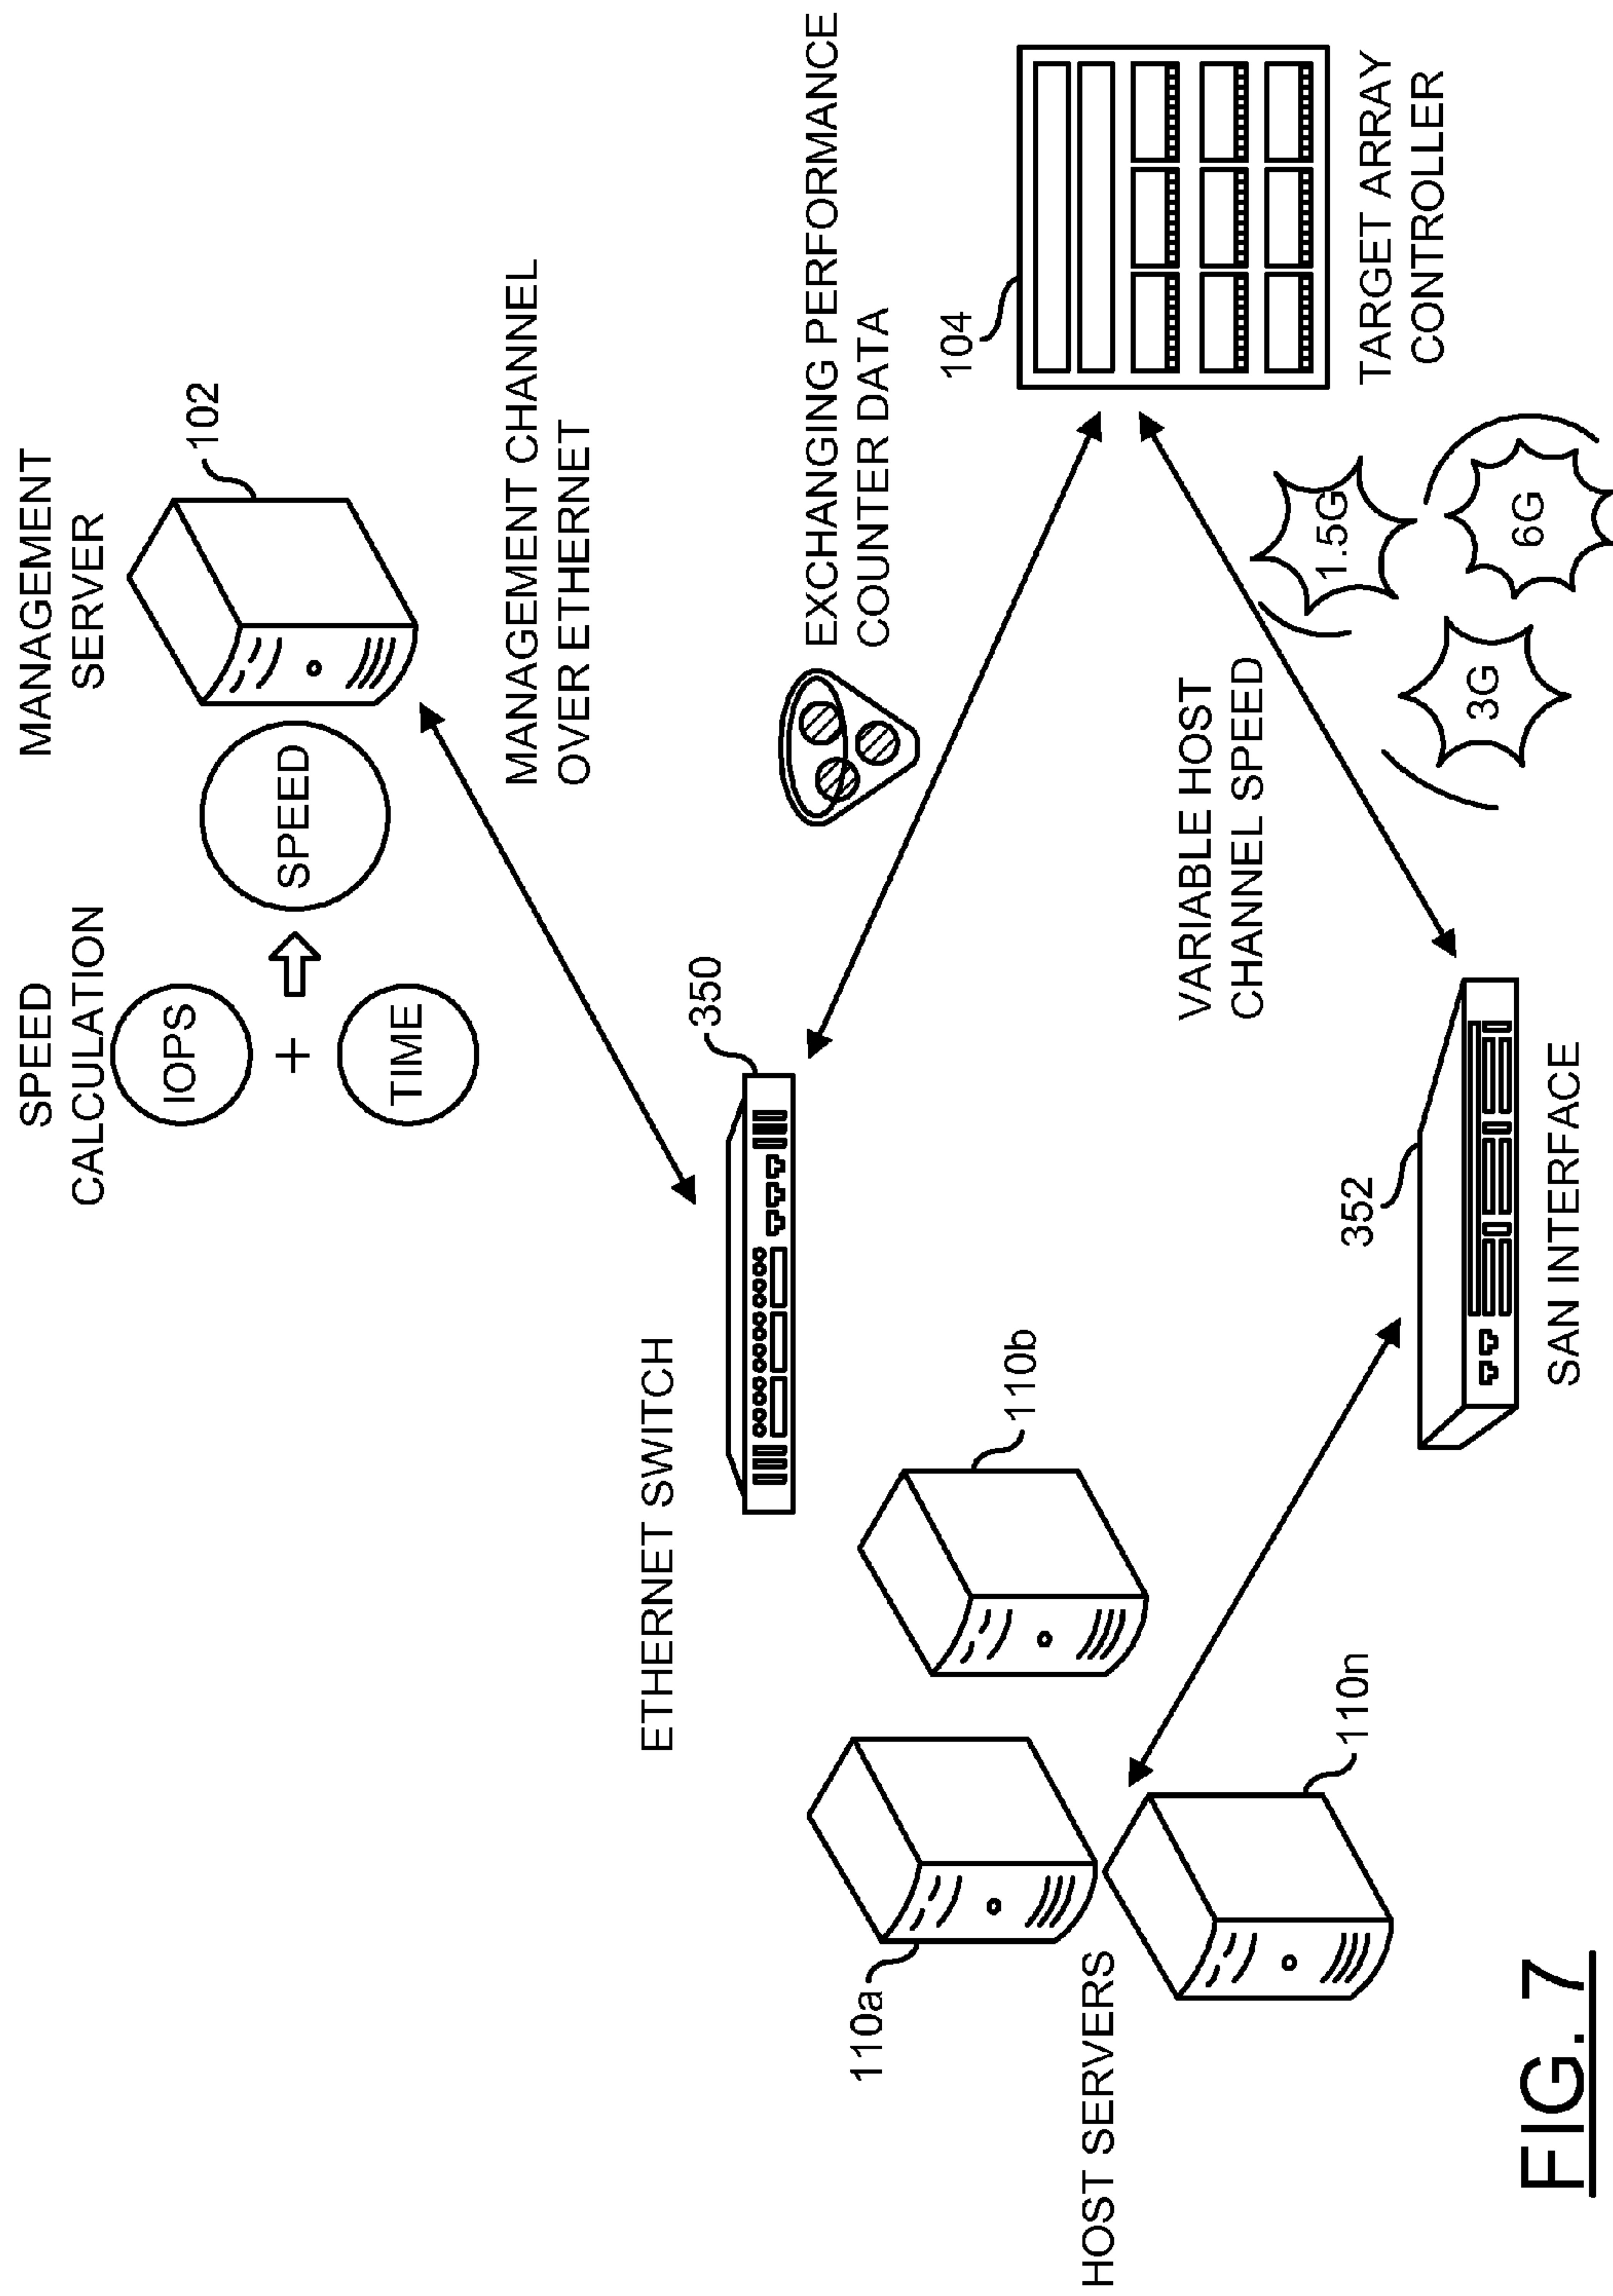 SPEED
CALCULATION
IOPS
+
TIME
SPEED
MANAGEMENT
SERVER
102
MANAGEMENT CHANNEL
OVER ETHERNET
ETHERNET SWITCH
350
EXCHANGING PERFORMANCE
COUNTER DATA
104
TARGET ARRAY
CONTROLLER
110a
110b
HOST SERVERS
110n
VARIABLE HOST
CHANNEL SPEED
1.5G
3G
6G
352
SAN INTERFACE
FIG. 7